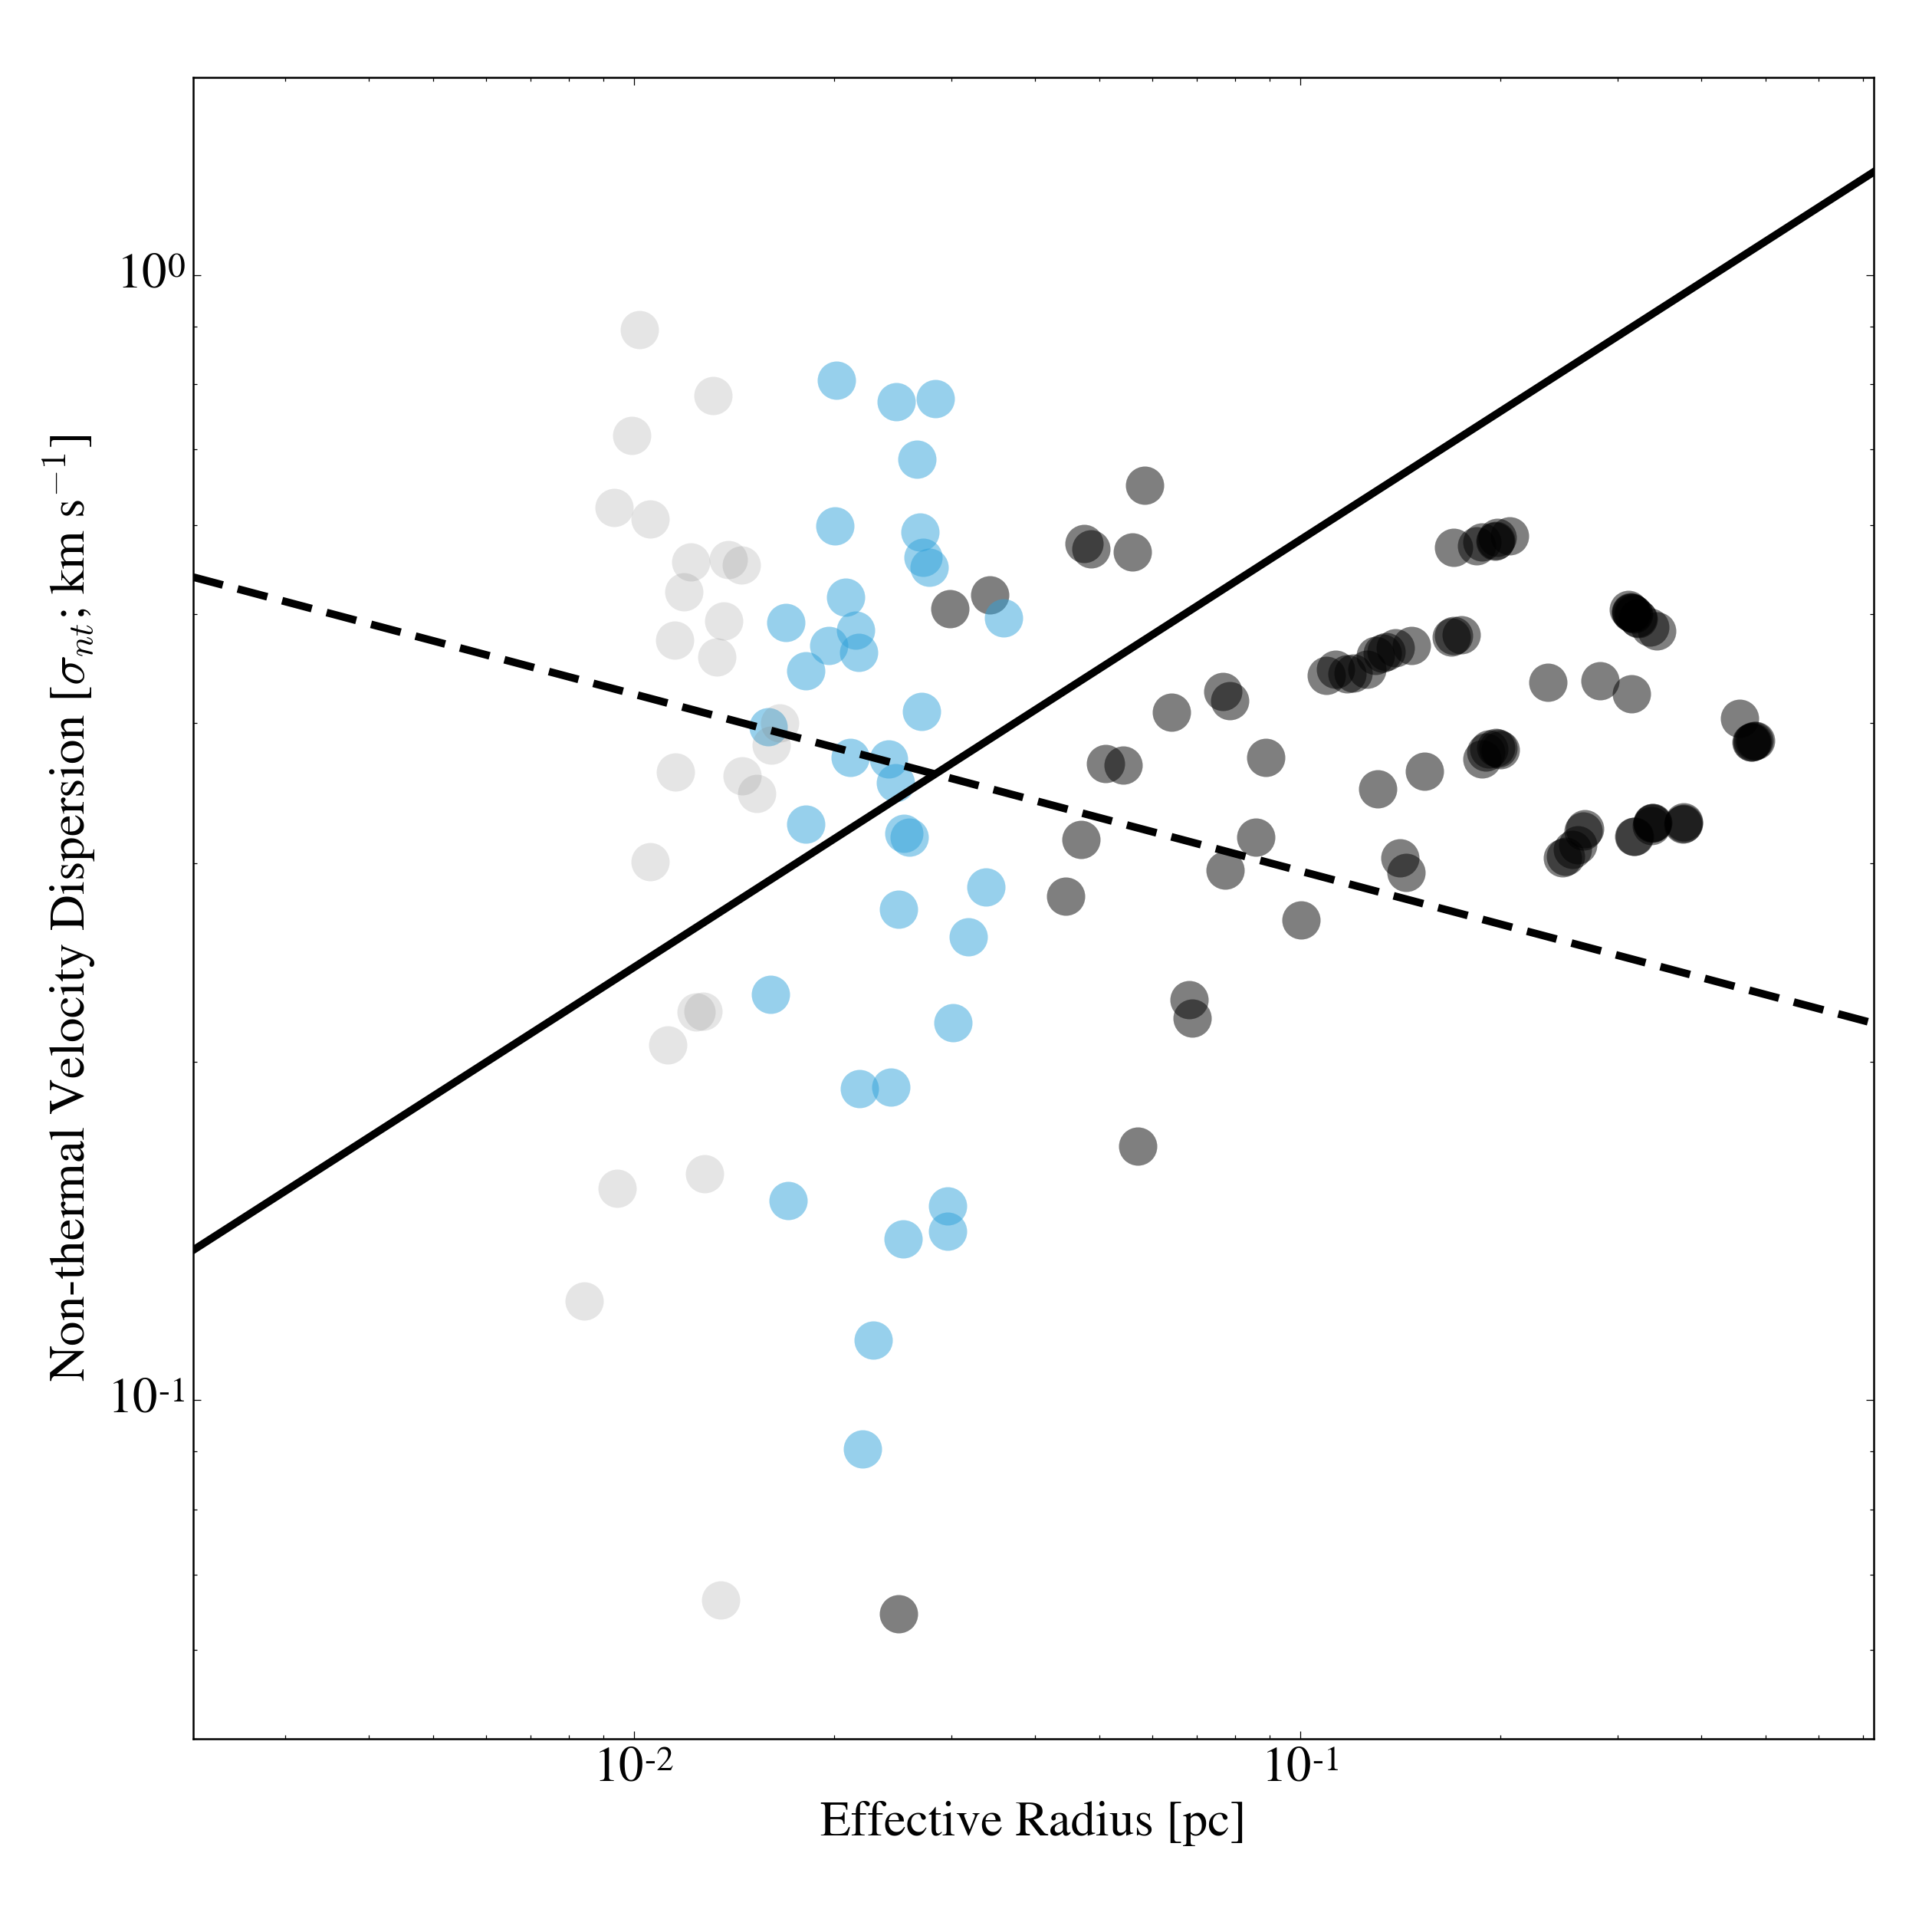 Non-thermal Velocity Dispersion [σ_nt; km s⁻¹]
10⁰
10⁻¹
10⁻² 10⁻¹
Effective Radius [pc]